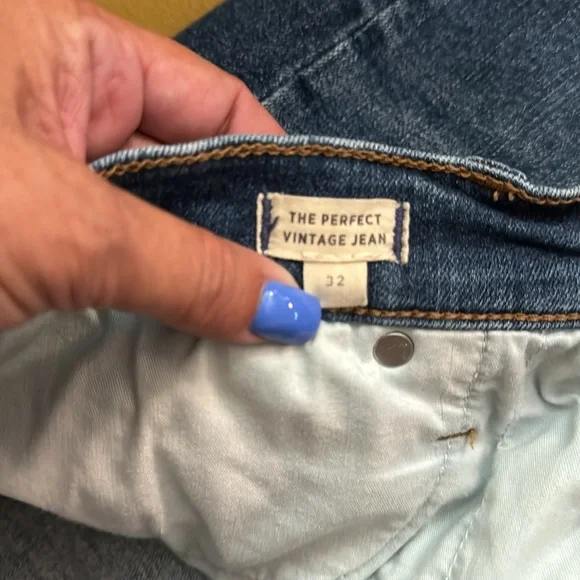 THE PERFECT
VINTAGE JEAN
32